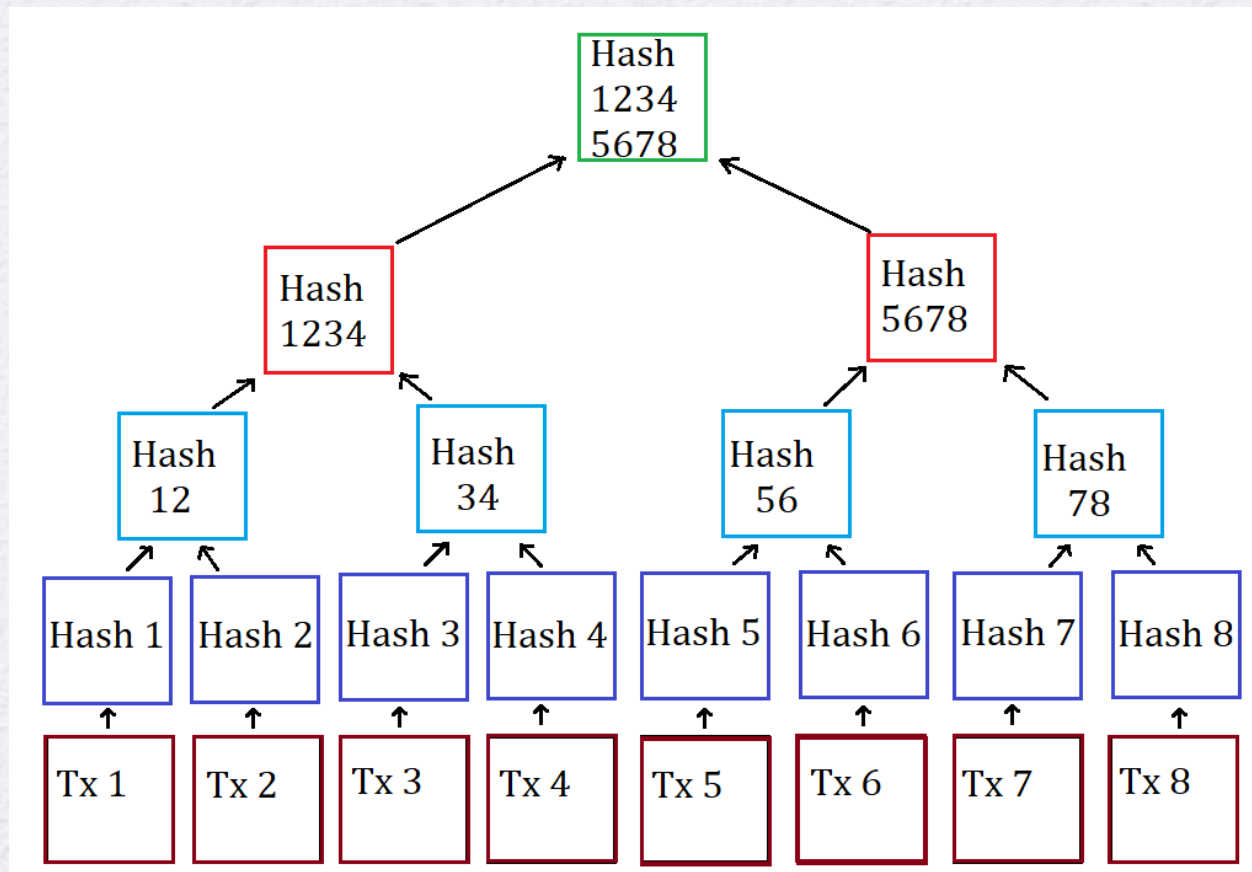 Hash
1234
5678
Hash
1234
Hash
5678
Hash
12
Hash
34
Hash
56
Hash
78
Hash 1
Hash 2
Hash 3
Hash 4
Hash 5
Hash 6
Hash 7
Hash 8
Tx 1
Tx 2
Tx 3
Tx 4
Tx 5
Tx 6
Tx 7
Tx 8